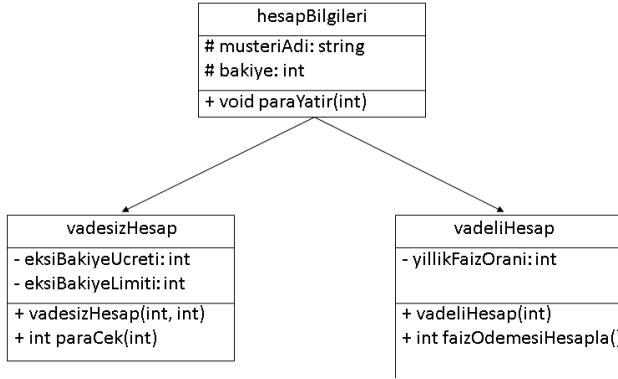 hesapBilgileri
# musteriAdi: string
# bakiye: int
+ void paraYatir(int)
vadesizHesap
- eksiBakiyeUcreti: int
- eksiBakiyeLimiti: int
+ vadesizHesap(int, int)
+ int paraCek(int)
vadeliHesap
- yillikFaizOrani: int
+ vadeliHesap(int)
+ int faizOdemesiHesapla()